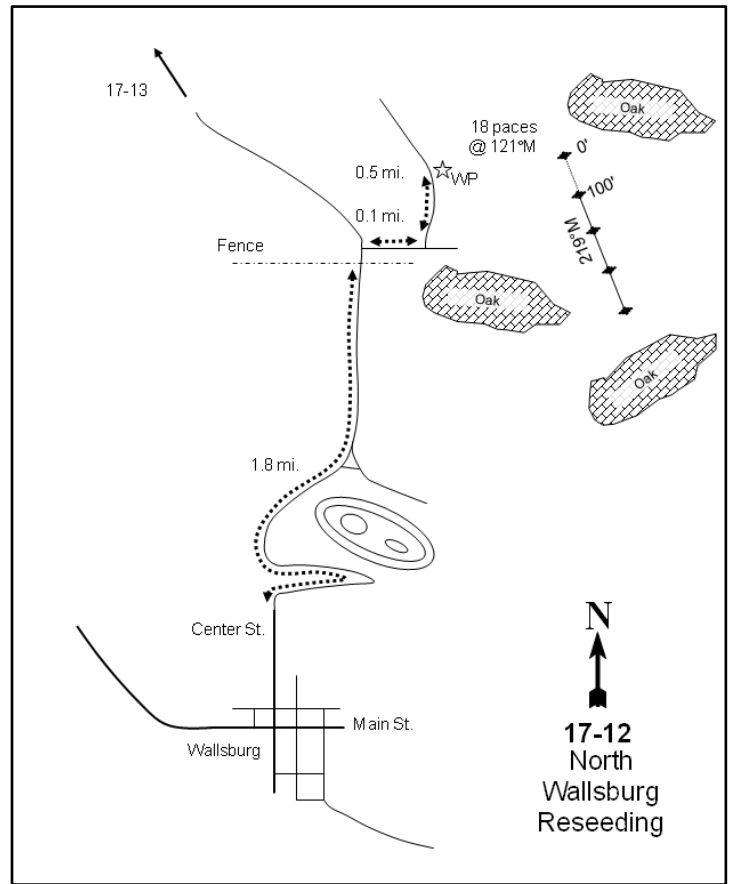 17-13
18 paces
@ 121°M
Oak
0'
100'
219°M
0.5 mi.
WP
0.1 mi.
Fence
Oak
Oak
1.8 mi.
Center St.
Main St.
Wallsburg
N
17-12
North
Wallsburg
Reseeding